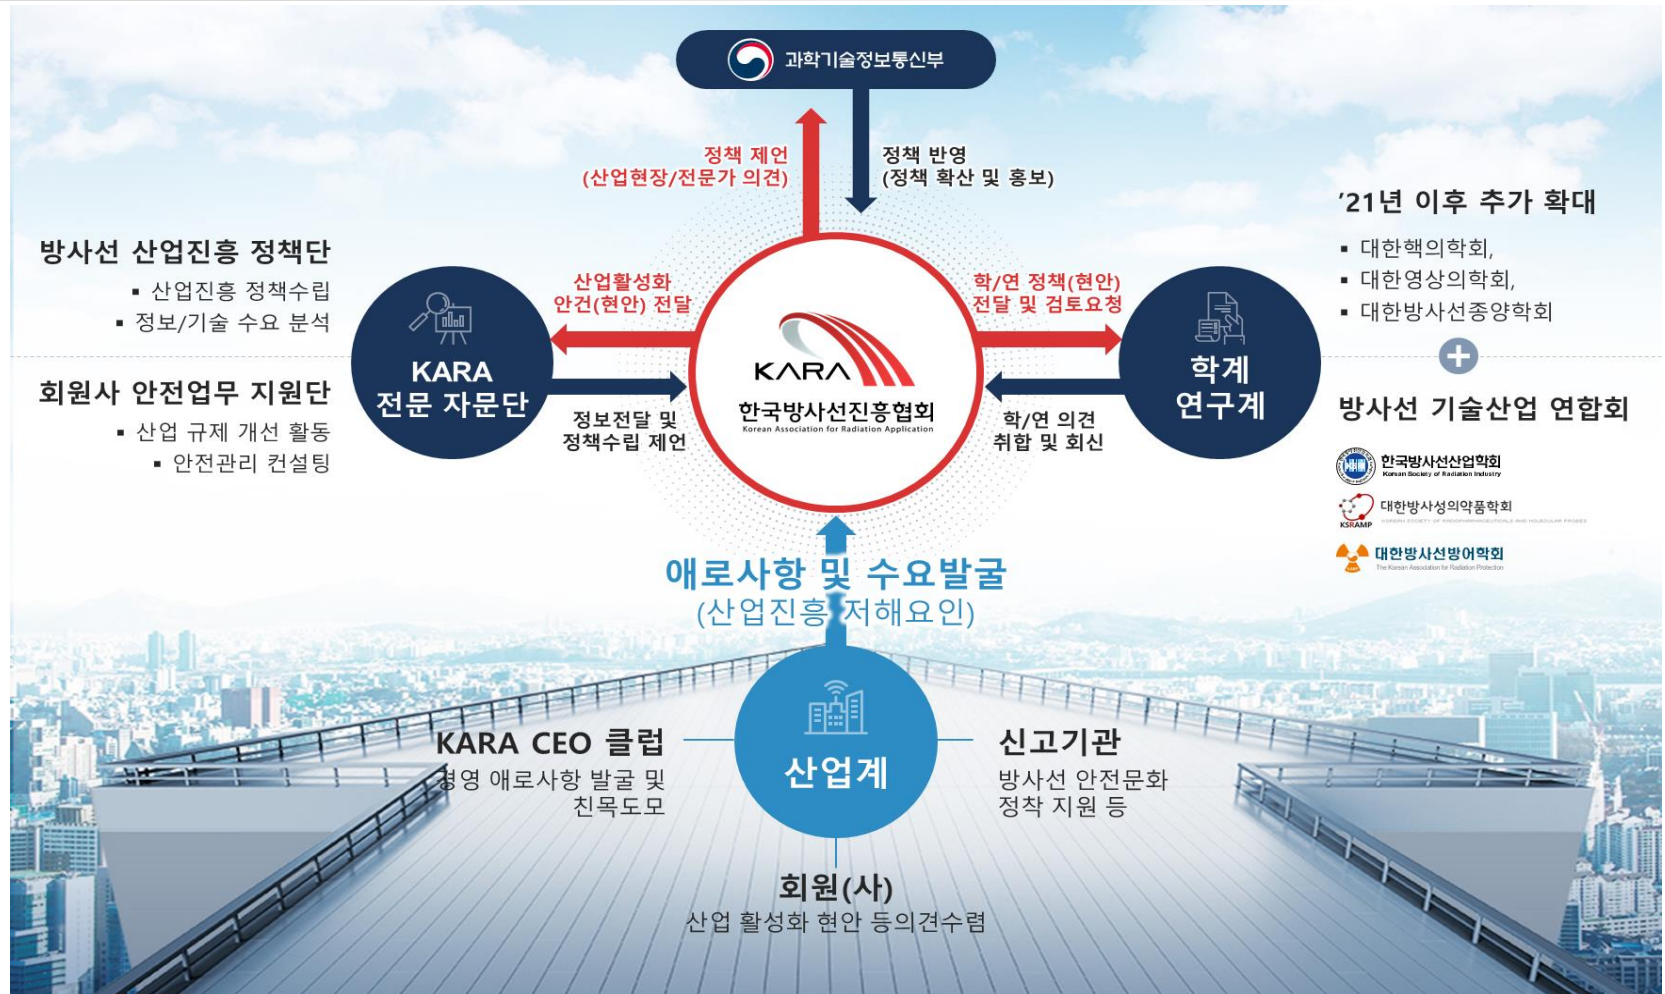 과학기술정보통신부
정책 제언
(산업현장/전문가 의견)
정책 반영
(정책 확산 및 홍보)
방사선 산업진흥 정책단
▪ 산업진흥 정책수립
▪ 정보/기술 수요 분석
회원사 안전업무 지원단
▪ 산업 규제 개선 활동
▪ 안전관리 컨설팅
KARA
전문 자문단
산업활성화
안건(현안) 전달
정보전달 및
정책수립 제언
KARA
한국방사선진흥협회
Korean Association for Radiation Application
학/연 정책(현안)
전달 및 검토요청
학/연 의견
취합 및 회신
학계
연구계
’21년 이후 추가 확대
▪ 대한핵의학회,
▪ 대한영상의학회,
▪ 대한방사선종양학회
+
방사선 기술산업 연합회
한국방사선산업학회
Korean Society of Radiation Industry
KSRAMP
대한방사성의약품학회
KOREAN SOCIETY OF RADIOPHARMACEUTICALS AND MOLECULAR PROBES
대한방사선방어학회
The Korean Association for Radiation Protection
애로사항 및 수요발굴
(산업진흥 저해요인)
산업계
KARA CEO 클럽
경영 애로사항 발굴 및
친목도모
신고기관
방사선 안전문화
정착 지원 등
회원(사)
산업 활성화 현안 등의견수렴